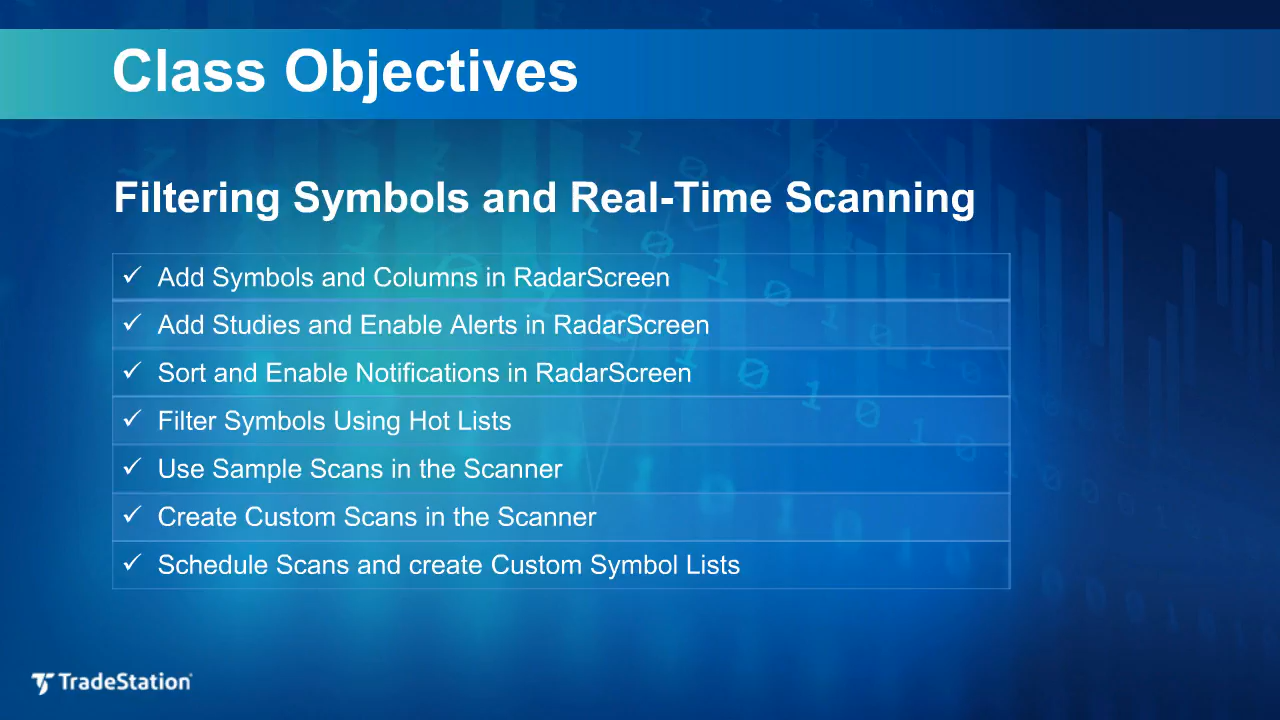 Class Objectives
Filtering Symbols and Real-Time Scanning
✓ Add Symbols and Columns in RadarScreen
✓ Add Studies and Enable Alerts in RadarScreen
✓ Sort and Enable Notifications in RadarScreen
✓ Filter Symbols Using Hot Lists
✓ Use Sample Scans in the Scanner
✓ Create Custom Scans in the Scanner
✓ Schedule Scans and create Custom Symbol Lists
TradeStation